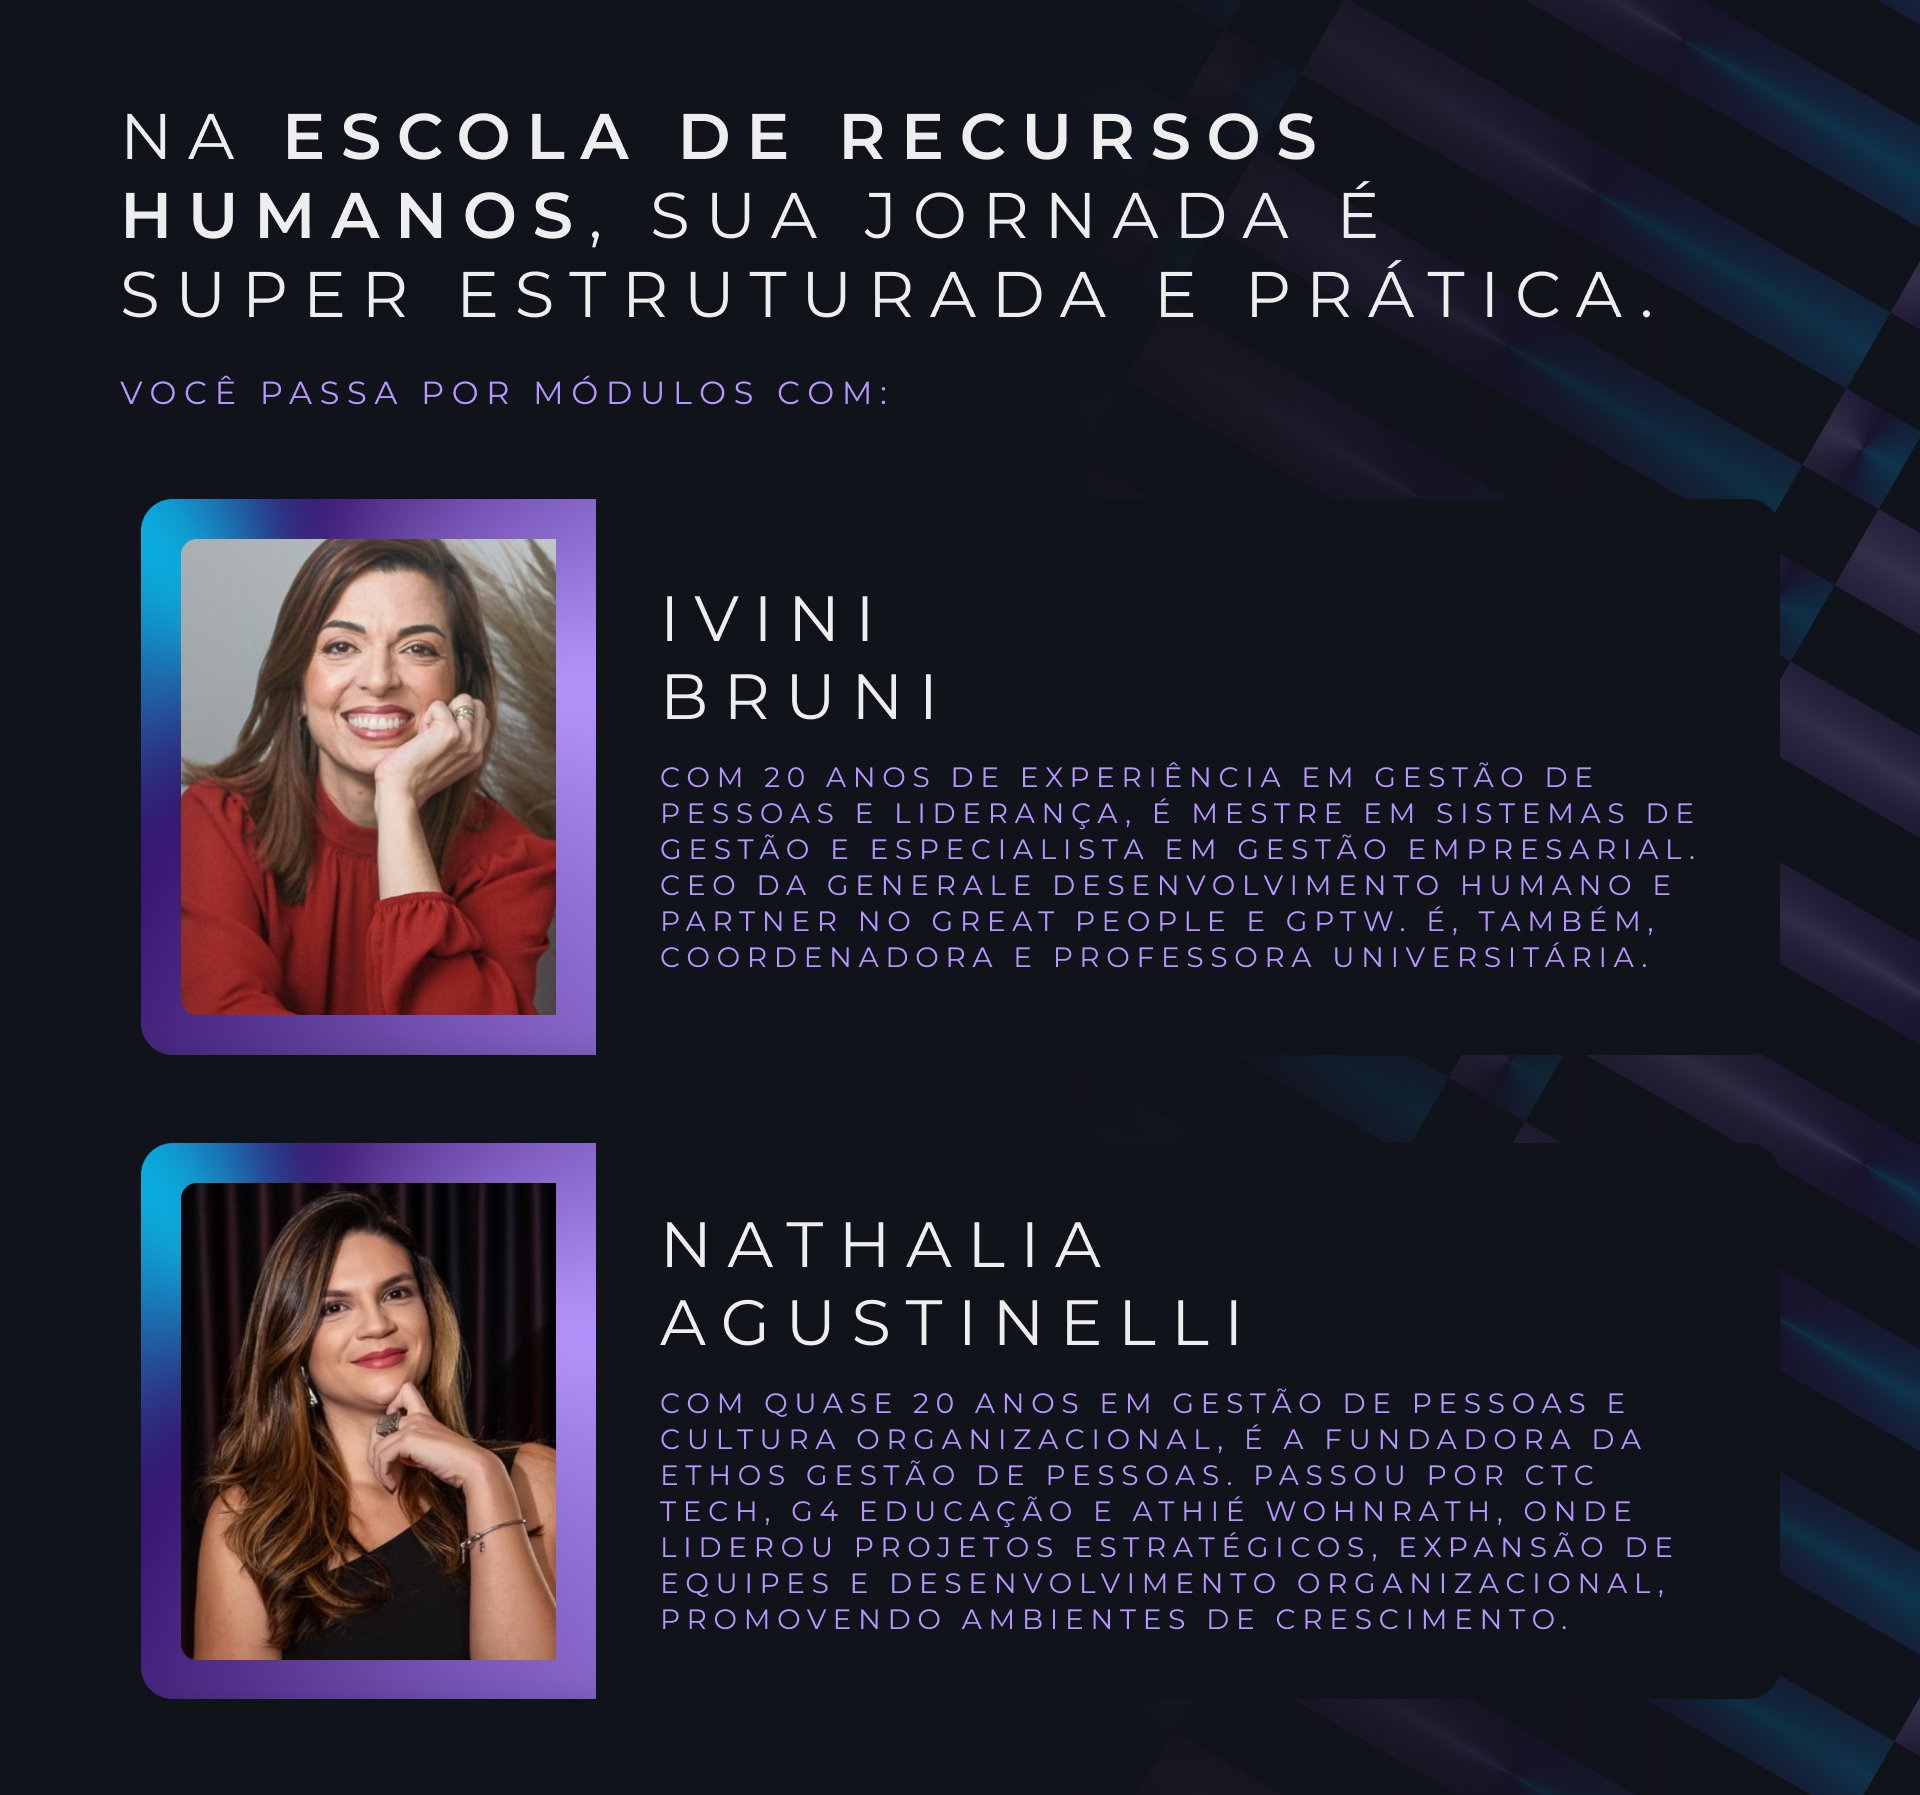 NA ESCOLA DE RECURSOS
HUMANOS, SUA JORNADA É
SUPER ESTRUTURADA E PRÁTICA.
VOCÊ PASSA POR MÓDULOS COM:
IVINI
BRUNI
COM 20 ANOS DE EXPERIÊNCIA EM GESTÃO DE
PESSOAS E LIDERANÇA, É MESTRE EM SISTEMAS DE
GESTÃO E ESPECIALISTA EM GESTÃO EMPRESARIAL.
CEO DA GENERALE DESENVOLVIMENTO HUMANO E
PARTNER NO GREAT PEOPLE E GPTW. É, TAMBÉM,
COORDENADORA E PROFESSORA UNIVERSITÁRIA.
NATHALIA
AGUSTINELLI
COM QUASE 20 ANOS EM GESTÃO DE PESSOAS E
CULTURA ORGANIZACIONAL, É A FUNDADORA DA
ETHOS GESTÃO DE PESSOAS. PASSOU POR CTC
TECH, G4 EDUCAÇÃO E ATHIÉ WOHNRATH, ONDE
LIDEROU PROJETOS ESTRATÉGICOS, EXPANSÃO DE
EQUIPES E DESENVOLVIMENTO ORGANIZACIONAL,
PROMOVENDO AMBIENTES DE CRESCIMENTO.